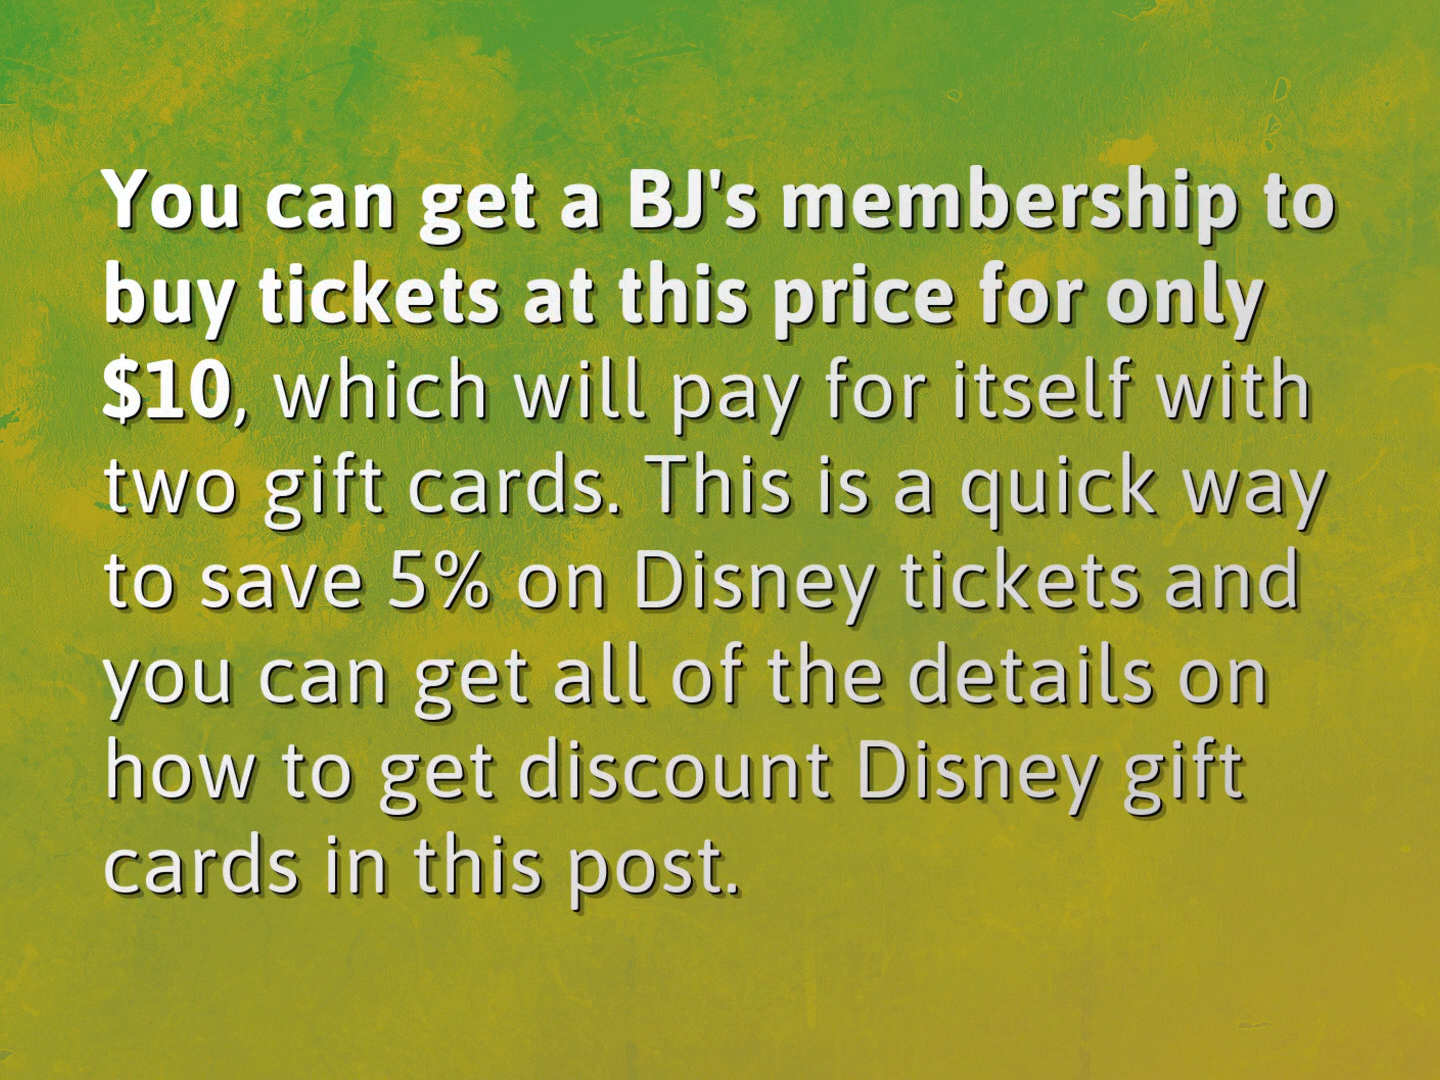 You can get a BJ's membership to
buy tickets at this price for only
$10, which will pay for itself with
two gift cards. This is a quick way
to save 5% on Disney tickets and
you can get all of the details on
how to get discount Disney gift
cards in this post.